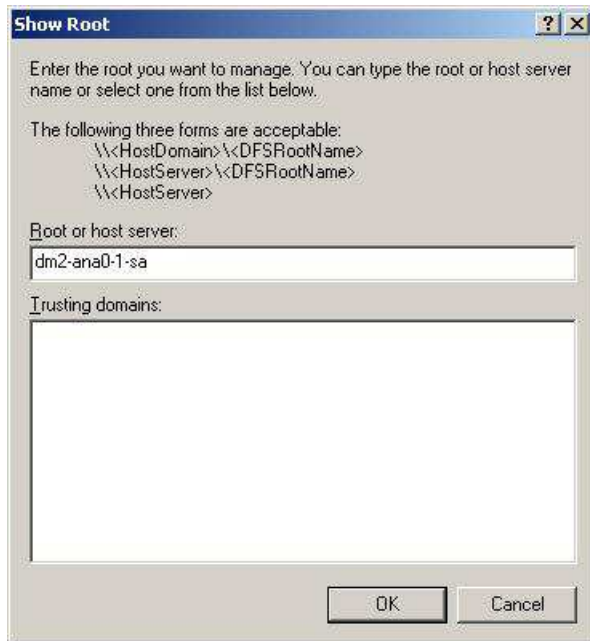 Show Root
Enter the root you want to manage. You can type the root or host server
name or select one from the list below.
The following three forms are acceptable:
\\<HostDomain>\<DFSRootName>
\\<HostServer>\<DFSRootName>
\\<HostServer>
Root or host server:
dm2-ana0-1-sa
Trusting domains:
OK Cancel